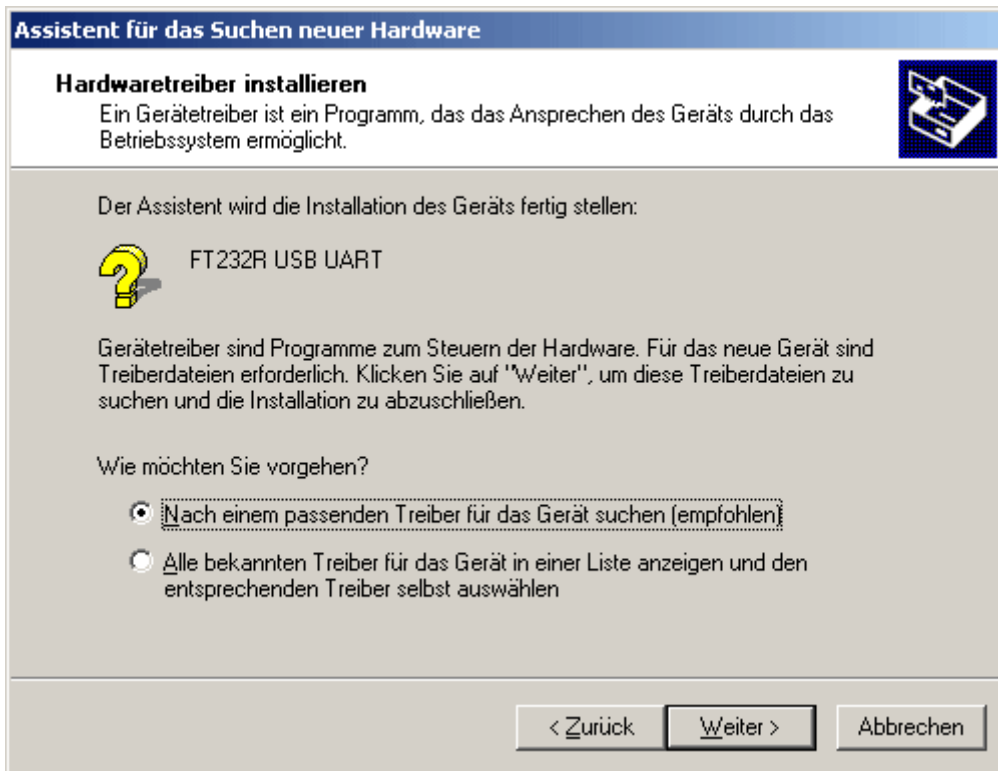 Assistent für das Suchen neuer Hardware
Hardwaretreiber installieren
Ein Gerätetreiber ist ein Programm, das das Ansprechen des Geräts durch das
Betriebssystem ermöglicht.
Der Assistent wird die Installation des Geräts fertig stellen:
FT232R USB UART
Gerätetreiber sind Programme zum Steuern der Hardware. Für das neue Gerät sind
Treiberdateien erforderlich. Klicken Sie auf "Weiter", um diese Treiberdateien zu
suchen und die Installation zu abzuschließen.
Wie möchten Sie vorgehen?
Nach einem passenden Treiber für das Gerät suchen (empfohlen)
Alle bekannten Treiber für das Gerät in einer Liste anzeigen und den
entsprechenden Treiber selbst auswählen
< Zurück Weiter > Abbrechen